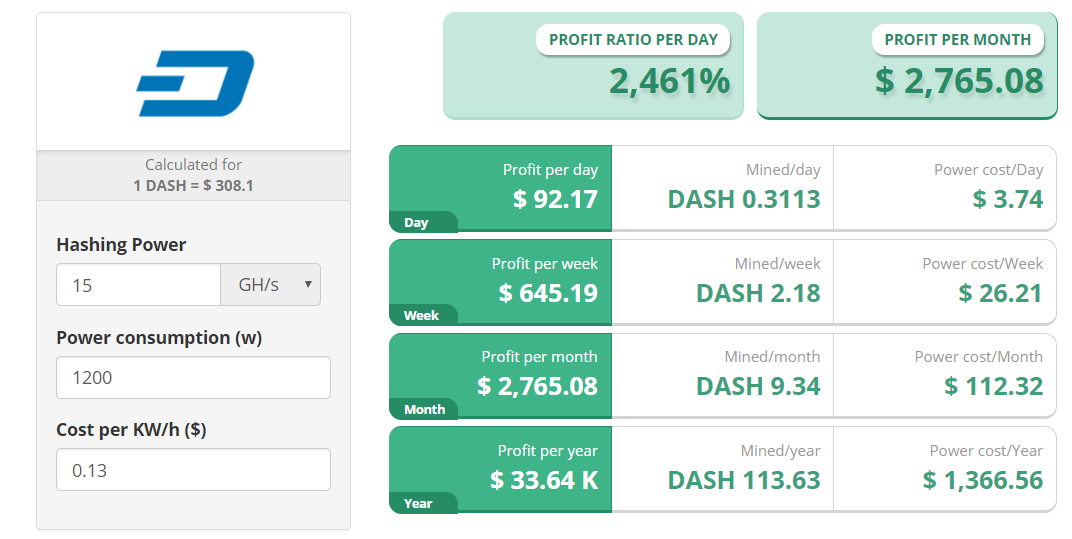 Calculated for
1 DASH = $ 308.1
Hashing Power
15 GH/s
Power consumption (w)
1200
Cost per KW/h ($)
0.13
PROFIT RATIO PER DAY
2,461%
PROFIT PER MONTH
$ 2,765.08
Profit per day
$ 92.17
Day
Mined/day
DASH 0.3113
Power cost/Day
$ 3.74
Profit per week
$ 645.19
Week
Mined/week
DASH 2.18
Power cost/Week
$ 26.21
Profit per month
$ 2,765.08
Month
Mined/month
DASH 9.34
Power cost/Month
$ 112.32
Profit per year
$ 33.64 K
Year
Mined/year
DASH 113.63
Power cost/Year
$ 1,366.56